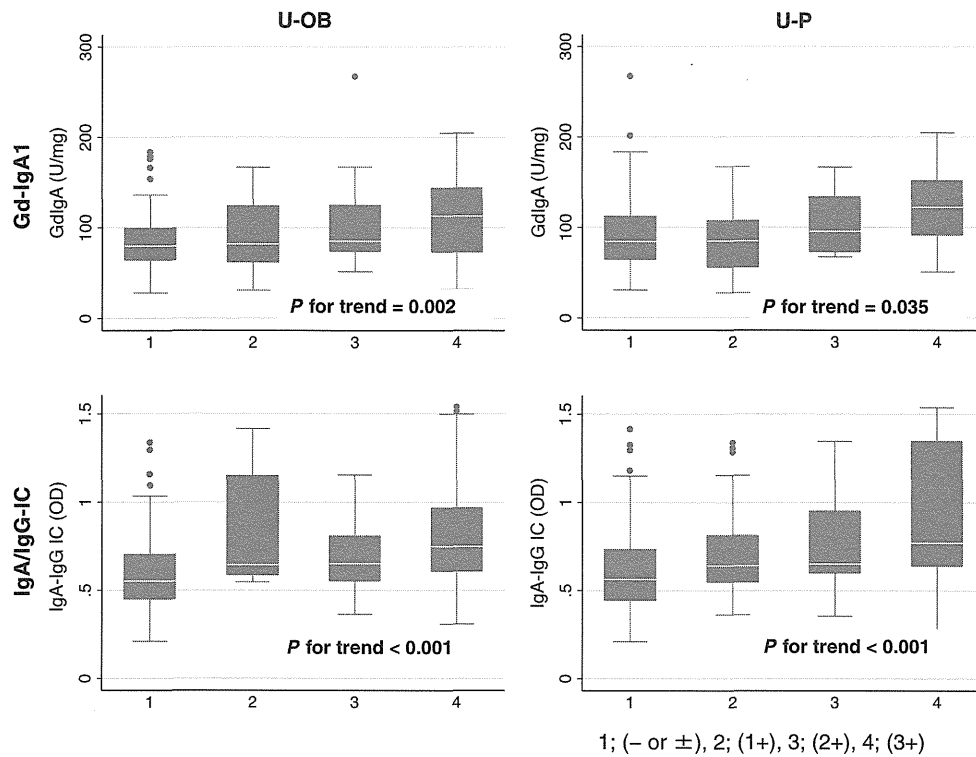 U-OB
U-P
Gd-IgA1
GdIgA (U/mg)
300
200
100
0
P for trend = 0.002
1 2 3 4
GdIgA (U/mg)
300
200
100
0
P for trend = 0.035
1 2 3 4
IgA/IgG-IC
IgA-IgG IC (OD)
1.5
1
.5
0
P for trend < 0.001
1 2 3 4
IgA-IgG IC (OD)
1.5
1
.5
0
P for trend < 0.001
1 2 3 4
1; (− or ±), 2; (1+), 3; (2+), 4; (3+)